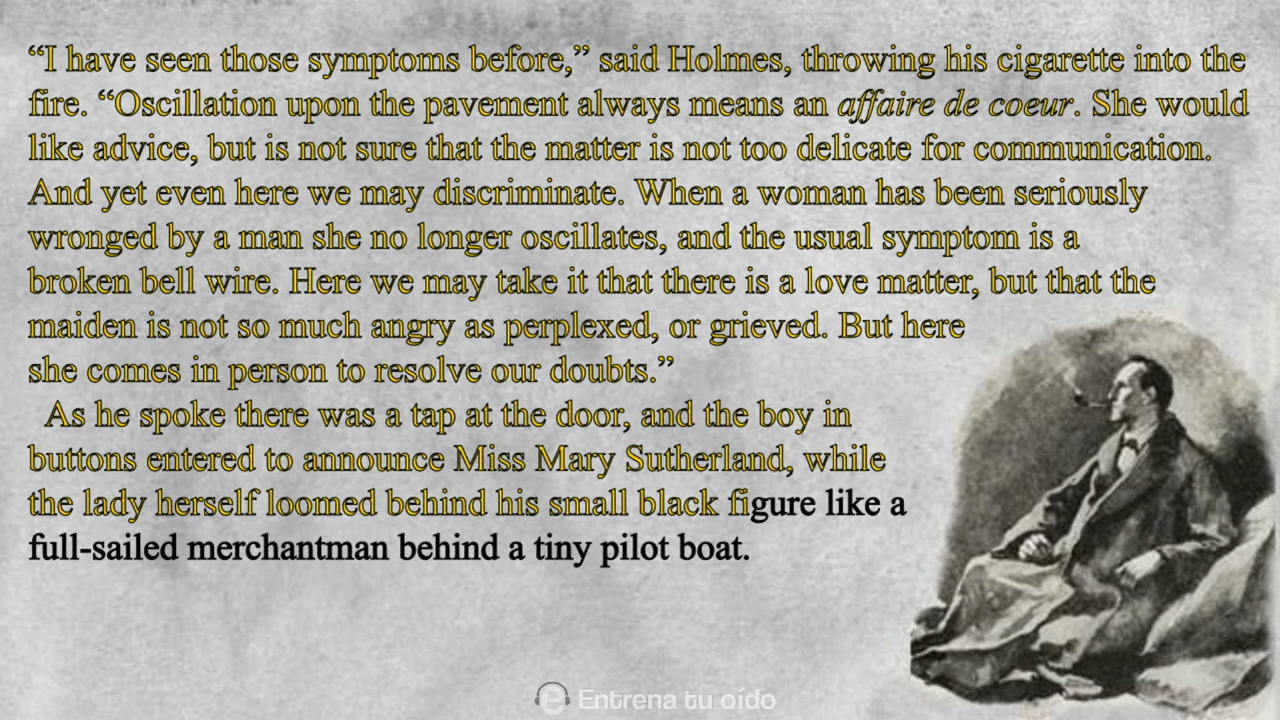 “I have seen those symptoms before,” said Holmes, throwing his cigarette into the
fire. “Oscillation upon the pavement always means an affaire de coeur. She would
like advice, but is not sure that the matter is not too delicate for communication.
And yet even here we may discriminate. When a woman has been seriously
wronged by a man she no longer oscillates, and the usual symptom is a
broken bell wire. Here we may take it that there is a love matter, but that the
maiden is not so much angry as perplexed, or grieved. But here
she comes in person to resolve our doubts.”
As he spoke there was a tap at the door, and the boy in
buttons entered to announce Miss Mary Sutherland, while
the lady herself loomed behind his small black figure like a
full-sailed merchantman behind a tiny pilot boat.
e Entrena tu oído